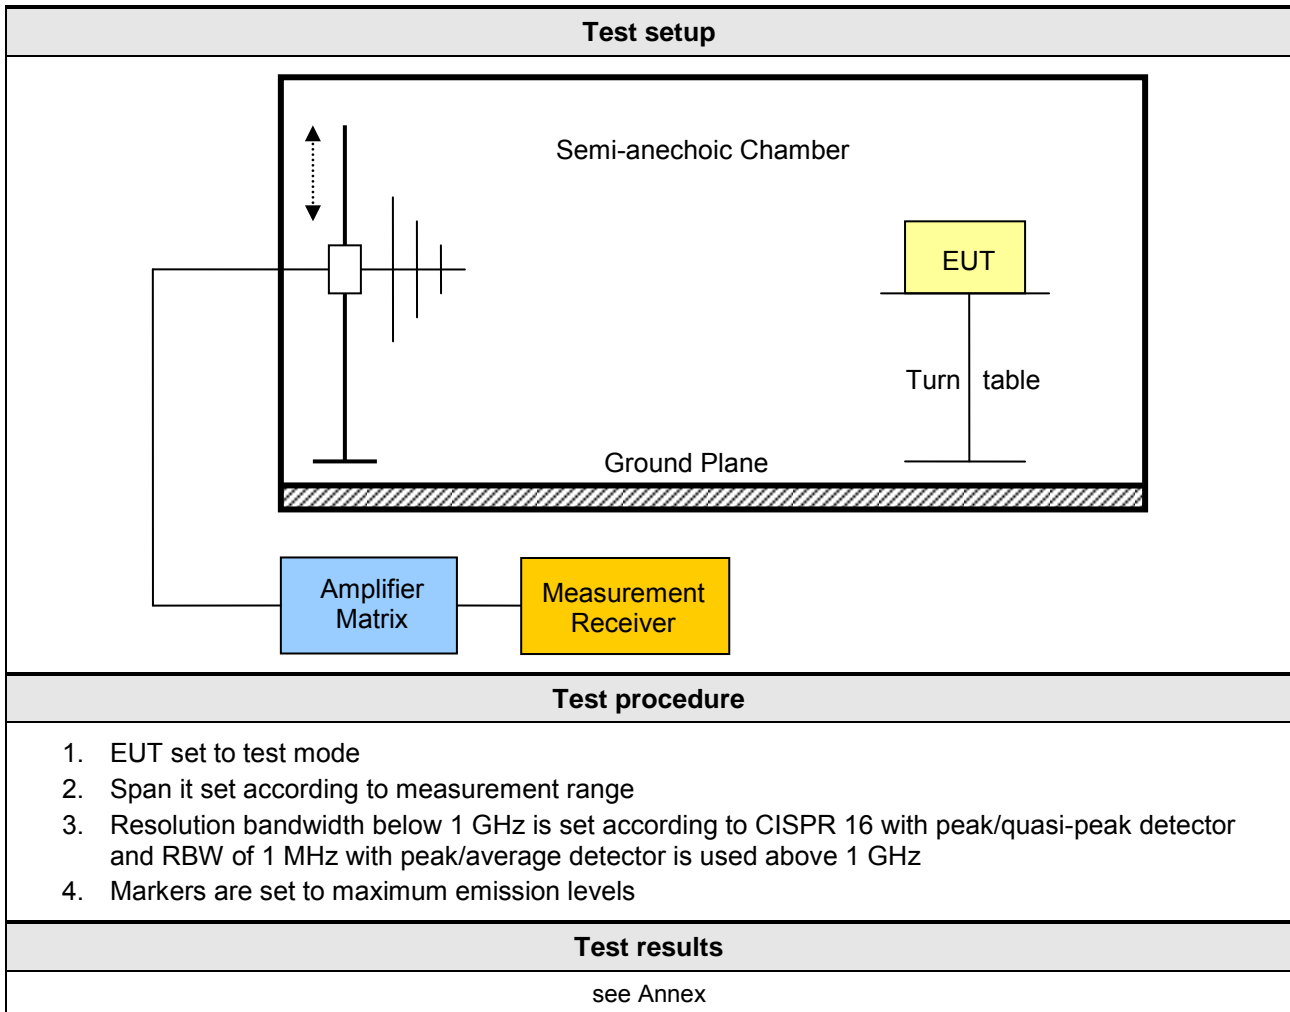 Test setup
Semi-anechoic Chamber
EUT
Turn table
Ground Plane
Amplifier
Matrix
Measurement
Receiver
Test procedure
1. EUT set to test mode
2. Span it set according to measurement range
3. Resolution bandwidth below 1 GHz is set according to CISPR 16 with peak/quasi-peak detector
and RBW of 1 MHz with peak/average detector is used above 1 GHz
4. Markers are set to maximum emission levels
Test results
see Annex